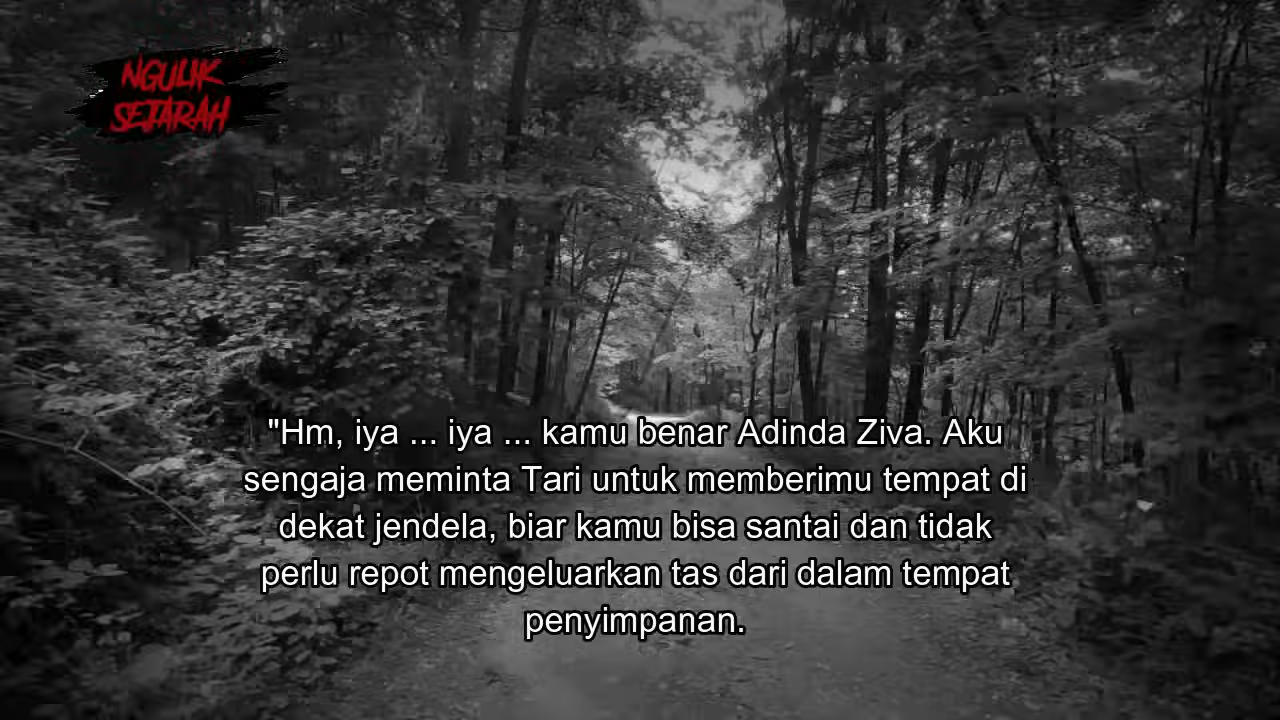 NGULIK
SEJARAH
"Hm, iya ... iya ... kamu benar Adinda Ziva. Aku
sengaja meminta Tari untuk memberimu tempat di
dekat jendela, biar kamu bisa santai dan tidak
perlu repot mengeluarkan tas dari dalam tempat
penyimpanan.